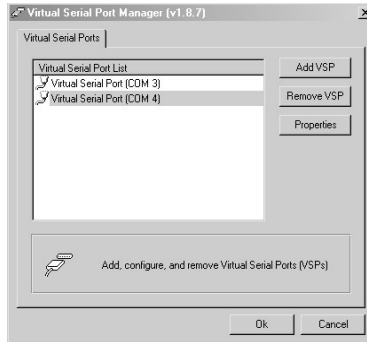 Virtual Serial Port Manager (v1.8.7)
Virtual Serial Ports
Virtual Serial Port List
Virtual Serial Port (COM 3)
Virtual Serial Port (COM 4)
Add VSP
Remove VSP
Properties
Add, configure, and remove Virtual Serial Ports (VSPs)
Ok
Cancel